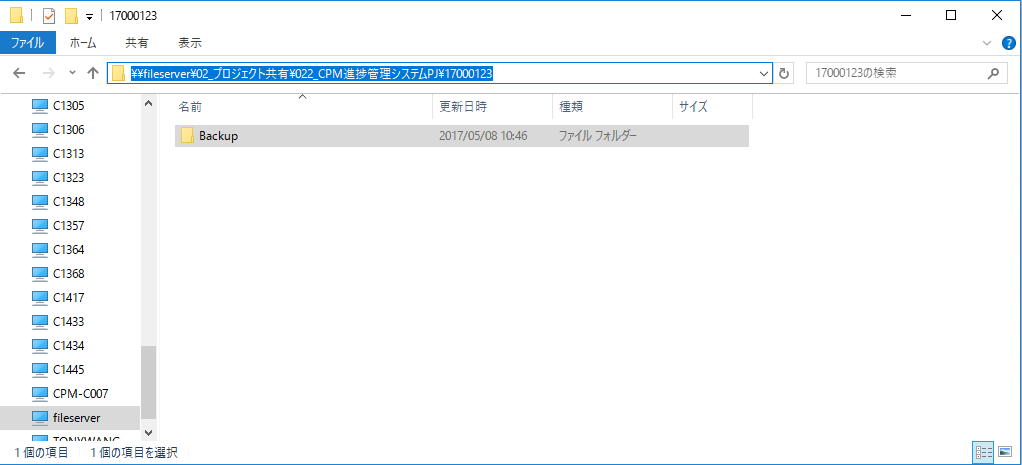 17000123
ファイル ホーム 共有 表示
¥¥fileserver¥02_プロジェクト共有¥022_CPM進捗管理システムPJ¥17000123 17000123の検索
名前 更新日時 種類 サイズ
Backup 2017/05/08 10:46 ファイル フォルダー
C1305
C1306
C1313
C1323
C1348
C1357
C1364
C1368
C1417
C1433
C1434
C1445
CPM-C007
fileserver
TONYWANG
1 個の項目 1 個の項目を選択